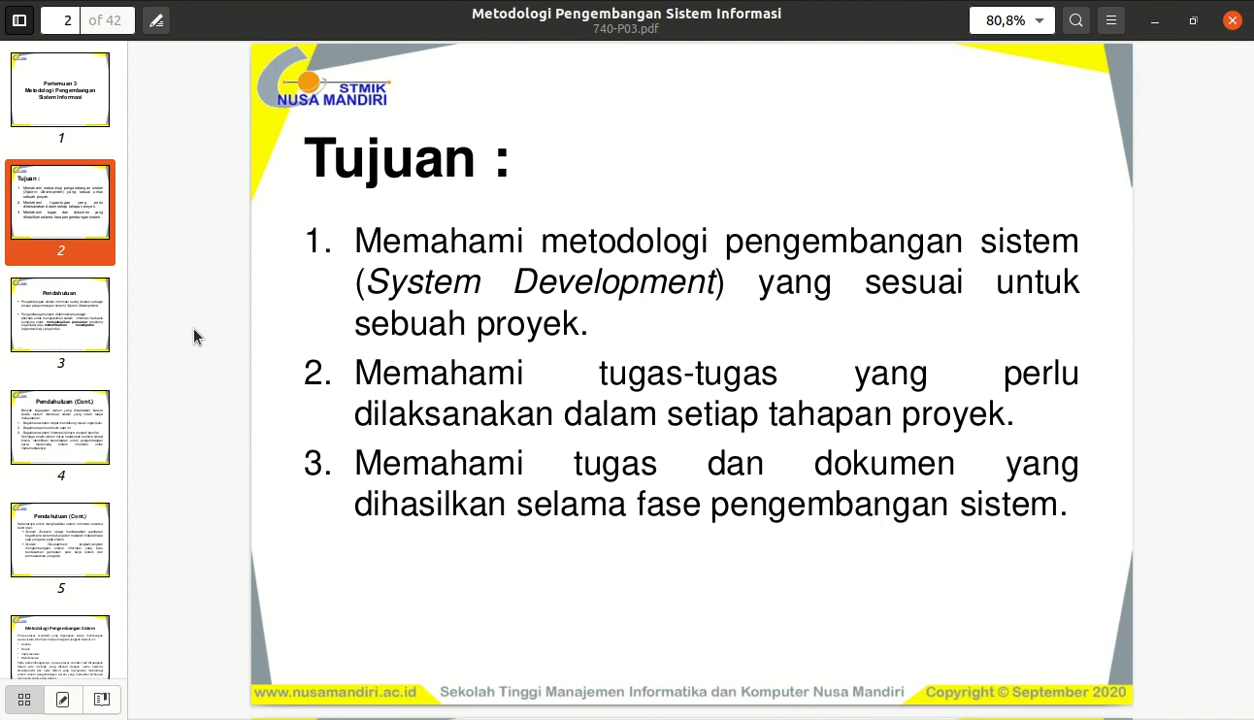 2
of 42
Metodologi Pengembangan Sistem Informasi
740-P03.pdf
80,8%
Pertemuan 3
Metodologi Pengembangan
Sistem Informasi
1
Tujuan :
2
Pendahuluan
3
Pendahuluan (Cont.)
4
Pendahuluan (Cont.)
5
Metodologi Pengembangan Sistem
STMIK
NUSA MANDIRI
Tujuan :
1. Memahami metodologi pengembangan sistem
(System Development) yang sesuai untuk
sebuah proyek.
2. Memahami tugas-tugas yang perlu
dilaksanakan dalam setiap tahapan proyek.
3. Memahami tugas dan dokumen yang
dihasilkan selama fase pengembangan sistem.
www.nusamandiri.ac.id
Sekolah Tinggi Manajemen Informatika dan Komputer Nusa Mandiri
Copyright © September 2020